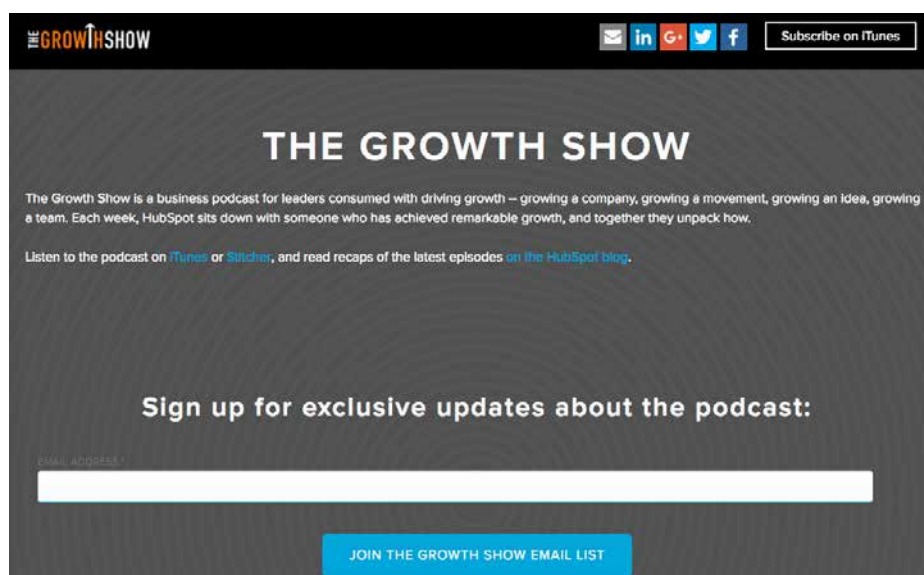 THE GROWTH SHOW
Subscribe on iTunes
THE GROWTH SHOW
The Growth Show is a business podcast for leaders consumed with driving growth – growing a company, growing a movement, growing an idea, growing
a team. Each week, HubSpot sits down with someone who has achieved remarkable growth, and together they unpack how.
Listen to the podcast on iTunes or Stitcher, and read recaps of the latest episodes on the HubSpot blog.
Sign up for exclusive updates about the podcast:
EMAIL ADDRESS *
JOIN THE GROWTH SHOW EMAIL LIST